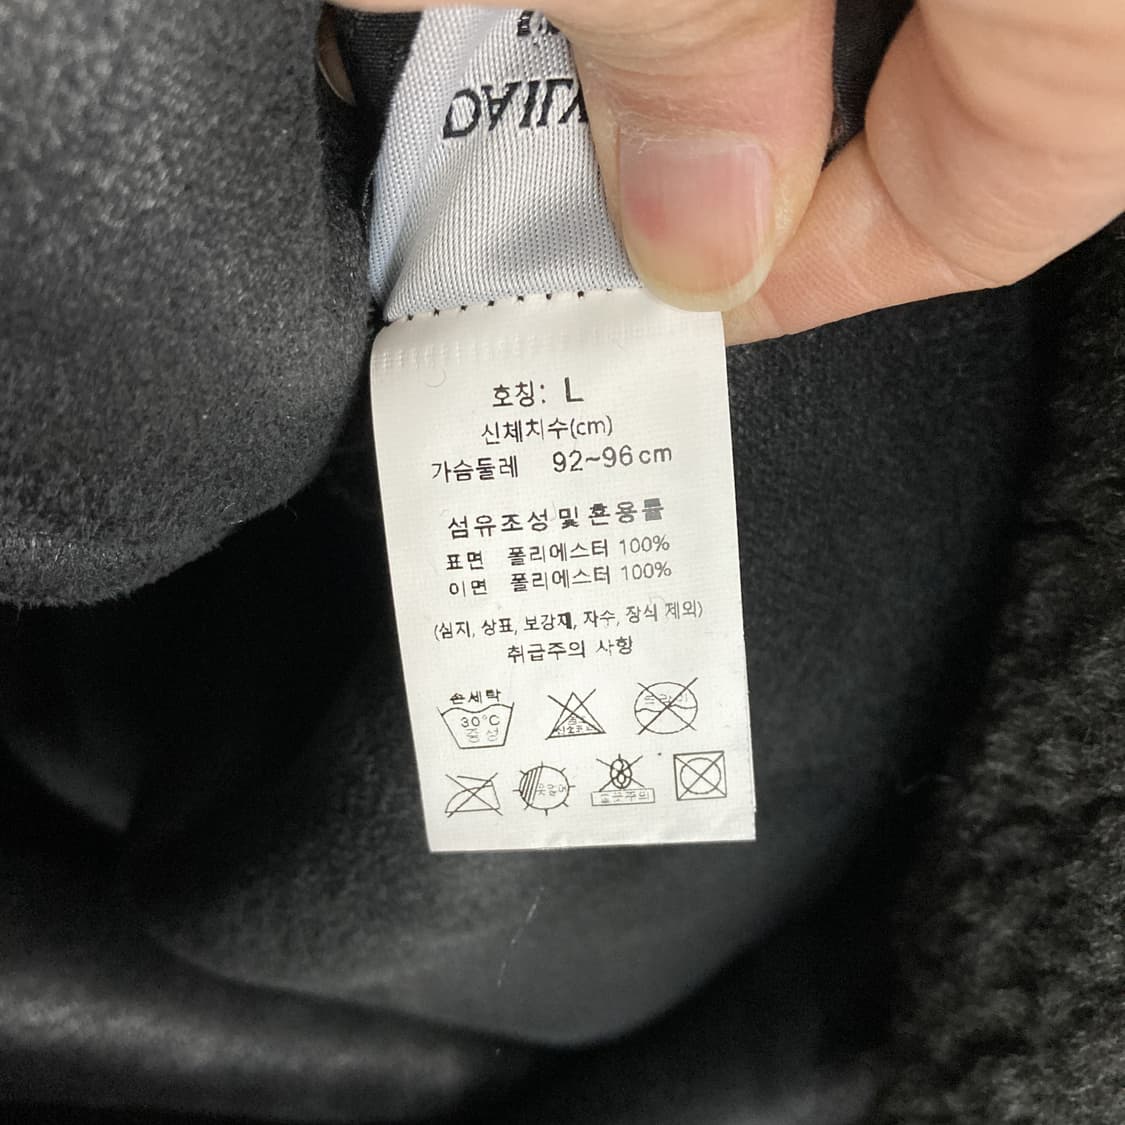 호칭: L
신체치수(cm)
가슴둘레 92~96cm
섬유조성 및 혼용률
표면 폴리에스터 100%
이면 폴리에스터 100%
(심지, 상표, 보강재, 자수, 장식 제외)
취급주의 사항
손세탁
30°C
중성